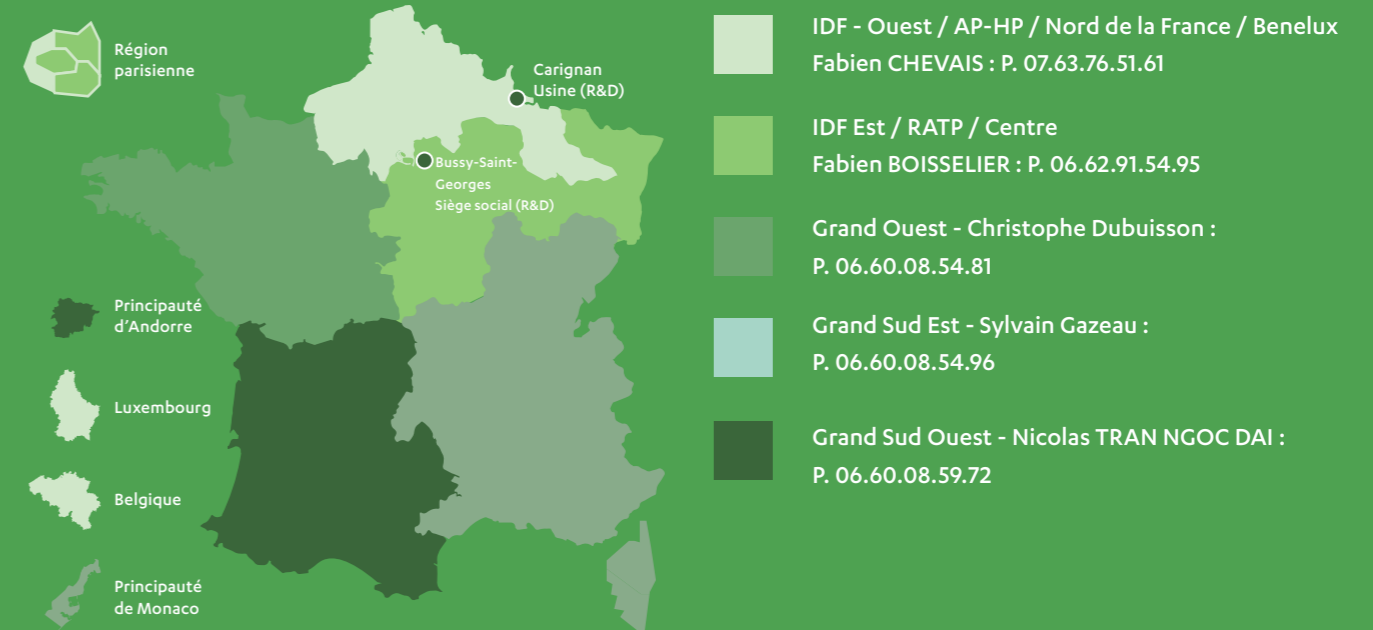 Région
parisienne
Carignan
Usine (R&D)
Bussy-Saint-
Georges
Siège social (R&D)
Principauté
d'Andorre
Luxembourg
Belgique
Principauté
de Monaco
IDF - Ouest / AP-HP / Nord de la France / Benelux
Fabien CHEVAIS : P. 07.63.76.51.61
IDF Est / RATP / Centre
Fabien BOISSELIER : P. 06.62.91.54.95
Grand Ouest - Christophe Dubuisson :
P. 06.60.08.54.81
Grand Sud Est - Sylvain Gazeau :
P. 06.60.08.54.96
Grand Sud Ouest - Nicolas TRAN NGOC DAI :
P. 06.60.08.59.72